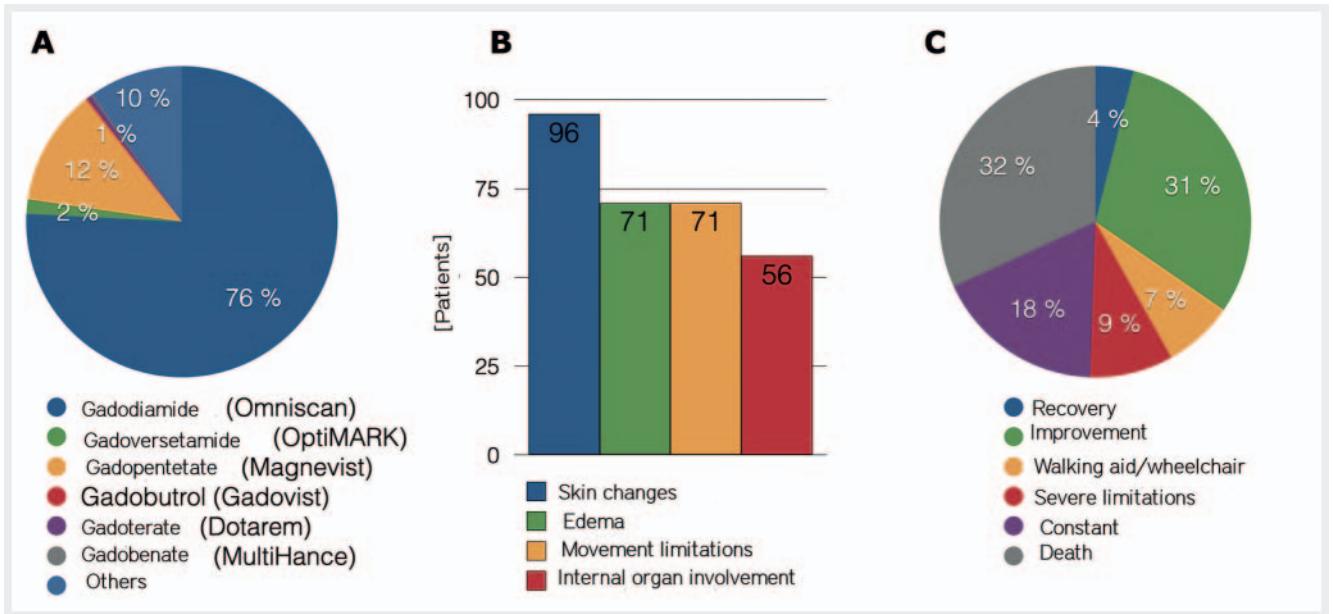 A
10 %
1 %
12 %
2 %
76 %
Gadodiamide (Omniscan)
Gadoversetamide (OptiMARK)
Gadopentetate (Magnevist)
Gadobutrol (Gadovist)
Gadoterate (Dotarem)
Gadobenate (MultiHance)
Others
B
[Patients]
100
75
50
25
0
96
71
71
56
Skin changes
Edema
Movement limitations
Internal organ involvement
C
4 %
31 %
7 %
9 %
18 %
32 %
Recovery
Improvement
Walking aid/wheelchair
Severe limitations
Constant
Death